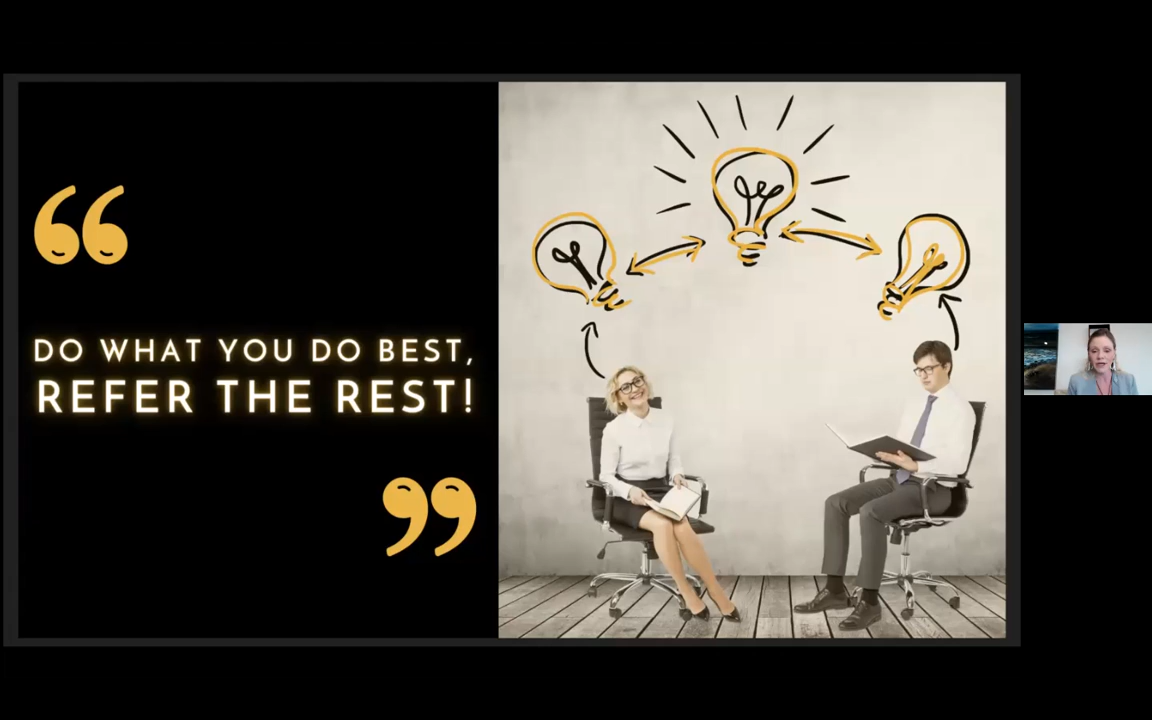 “
DO WHAT YOU DO BEST,
REFER THE REST!
”